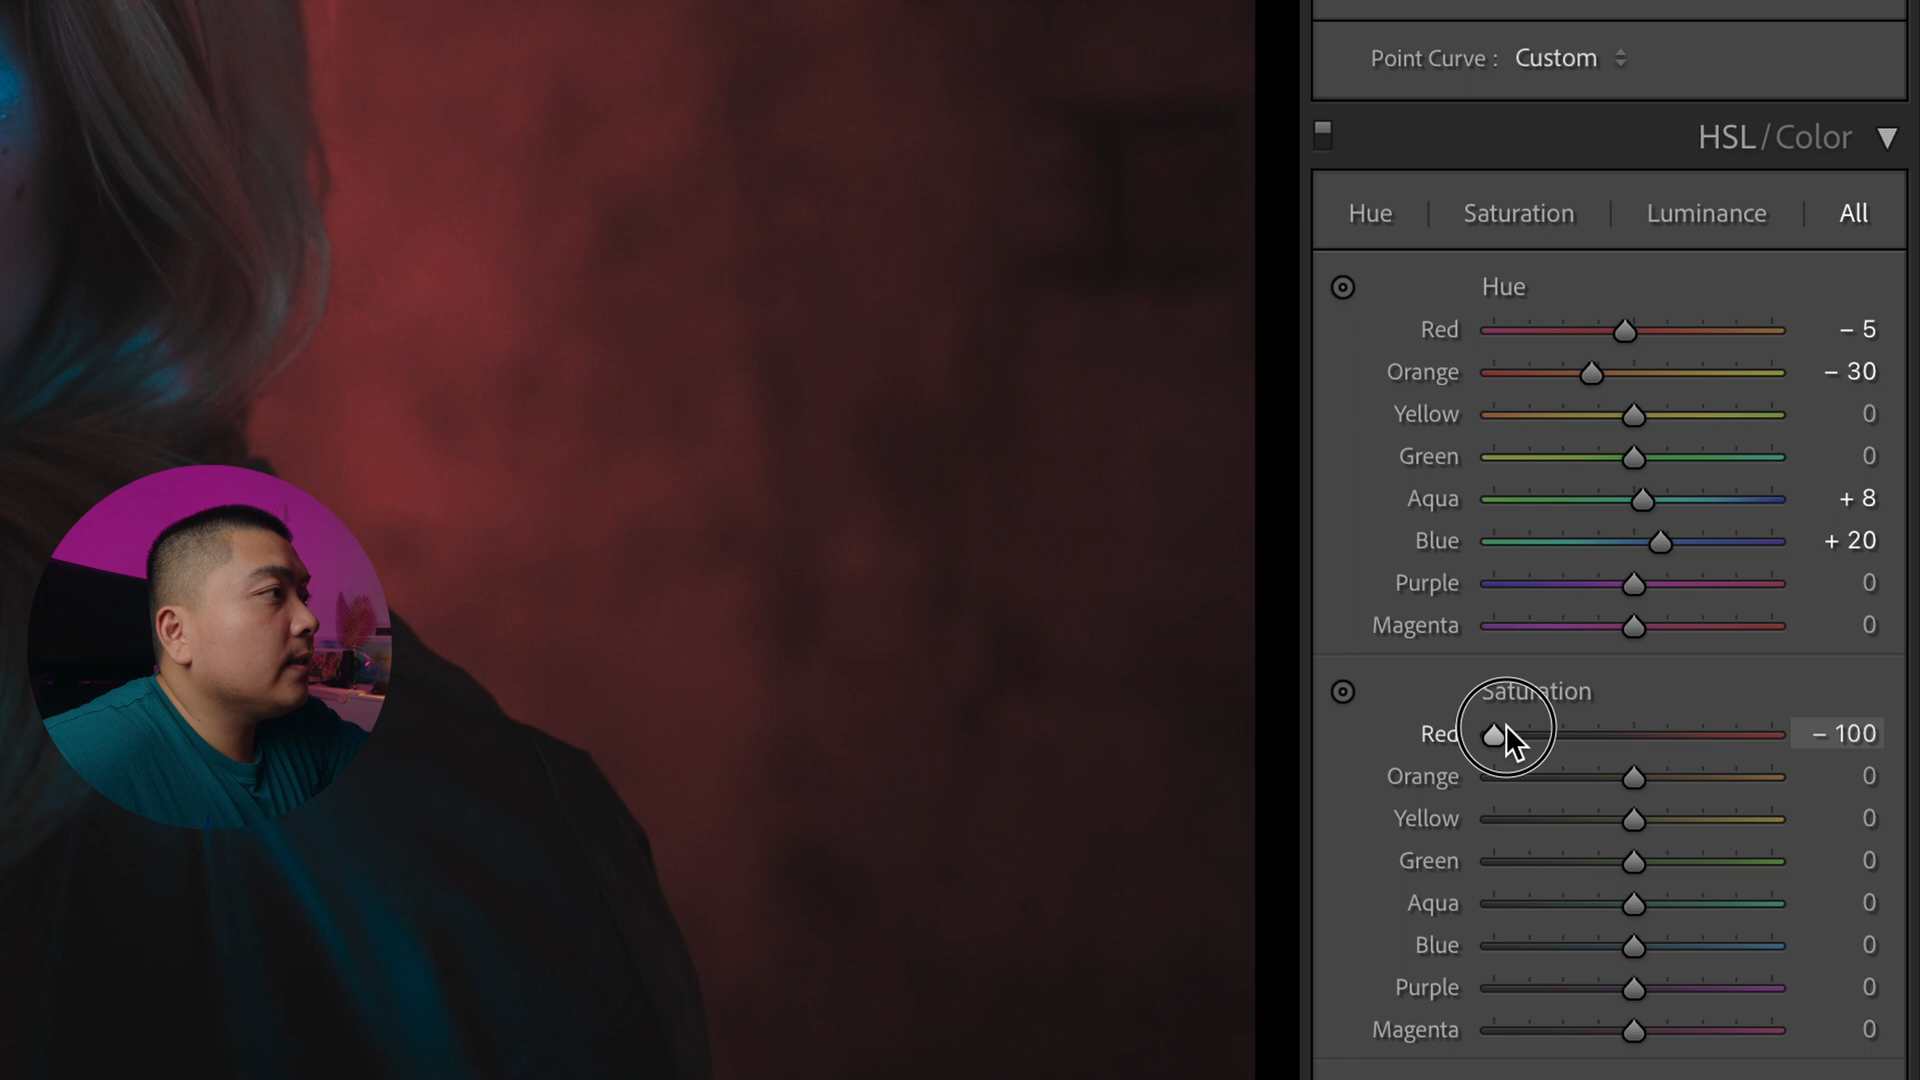 Point Curve : Custom
HSL / Color
Hue | Saturation | Luminance | All
Hue
Red – 5
Orange – 30
Yellow 0
Green 0
Aqua + 8
Blue + 20
Purple 0
Magenta 0
Saturation
Red – 100
Orange 0
Yellow 0
Green 0
Aqua 0
Blue 0
Purple 0
Magenta 0